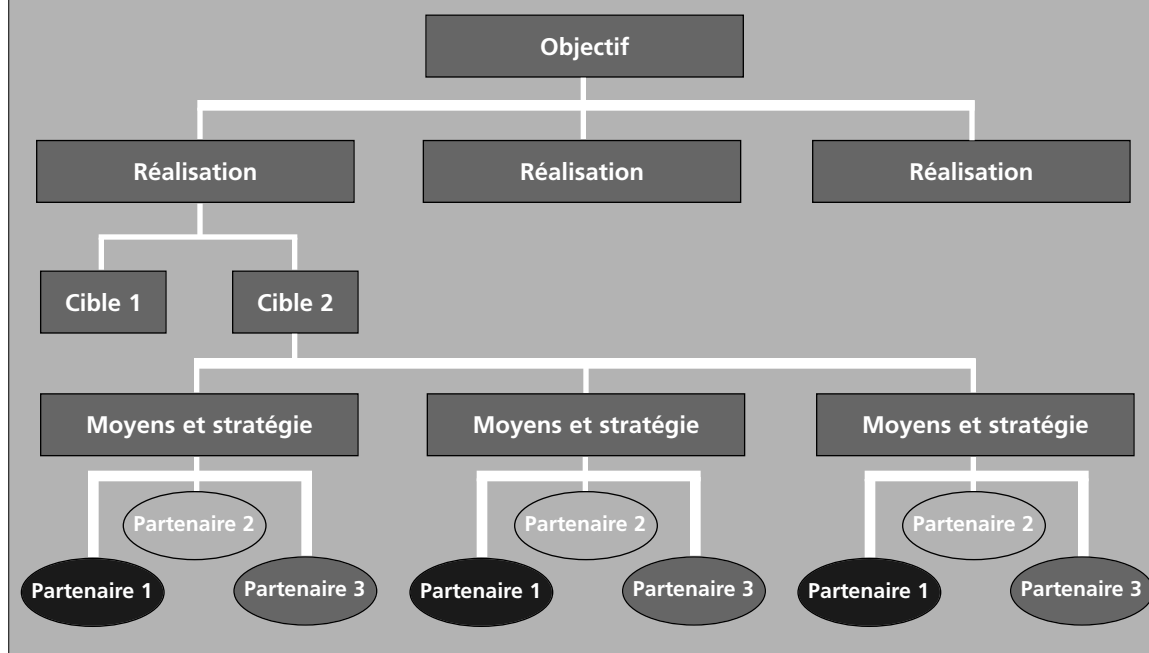 Objectif
Réalisation
Réalisation
Réalisation
Cible 1
Cible 2
Moyens et stratégie
Moyens et stratégie
Moyens et stratégie
Partenaire 2
Partenaire 2
Partenaire 2
Partenaire 1
Partenaire 3
Partenaire 1
Partenaire 3
Partenaire 1
Partenaire 3